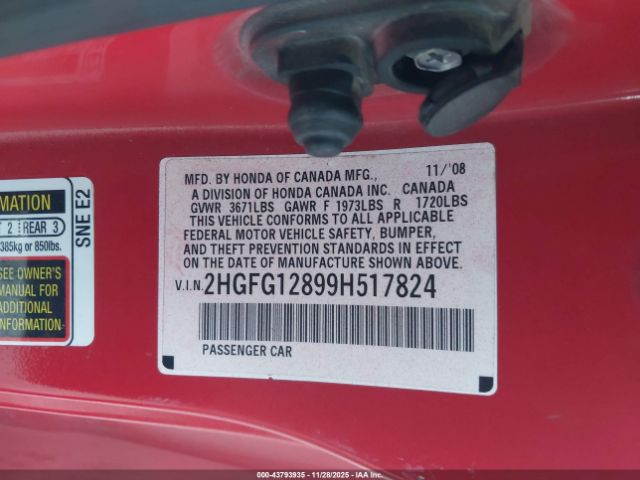 MFD. BY HONDA OF CANADA MFG., 11/'08
A DIVISION OF HONDA CANADA INC. CANADA
GVWR 3671LBS GAWR F 1973LBS R 1720LBS
THIS VEHICLE CONFORMS TO ALL APPLICABLE
FEDERAL MOTOR VEHICLE SAFETY, BUMPER,
AND THEFT PREVENTION STANDARDS IN EFFECT
ON THE DATE OF MANUFACTURE SHOWN ABOVE.
V.I.N. 2HGFG12899H517824
PASSENGER CAR
MATION
2 REAR 3
385kg or 850lbs.
SEE OWNER'S
MANUAL FOR
ADDITIONAL
INFORMATION
SNE E2
000-43793935 - 11/28/2025 - IAA Inc.